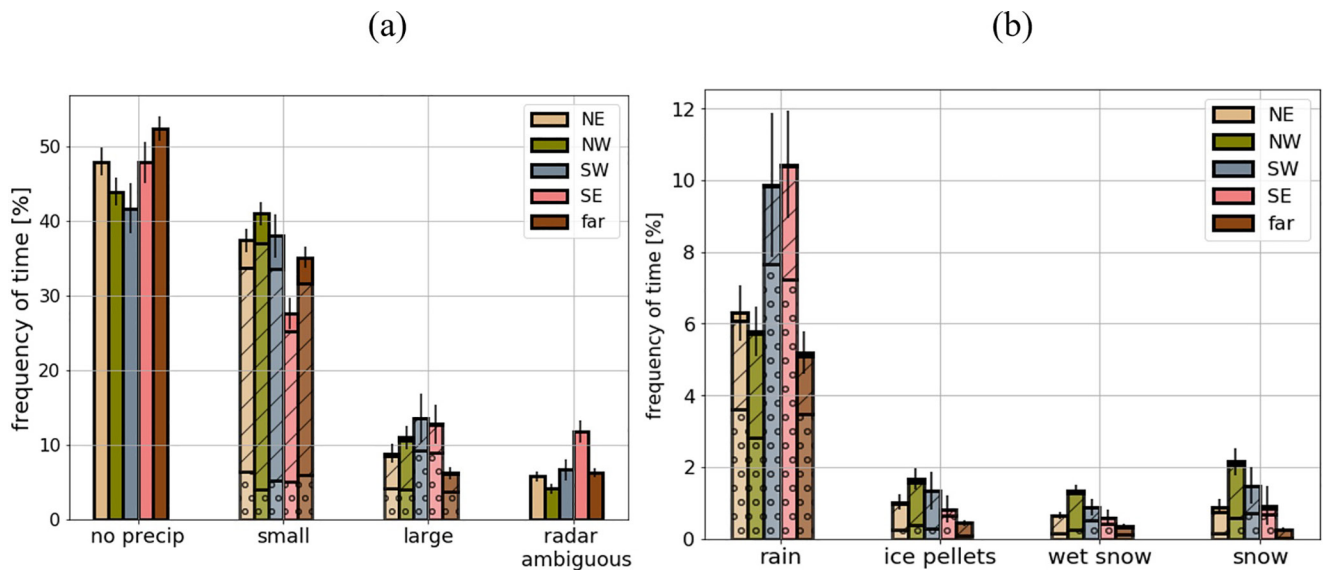 (a)
(b)
frequency of time [%]
50
40
30
20
10
0
NE
NW
SW
SE
far
no precip
small
large
radar
ambiguous
frequency of time [%]
12
10
8
6
4
2
0
NE
NW
SW
SE
far
rain
ice pellets
wet snow
snow